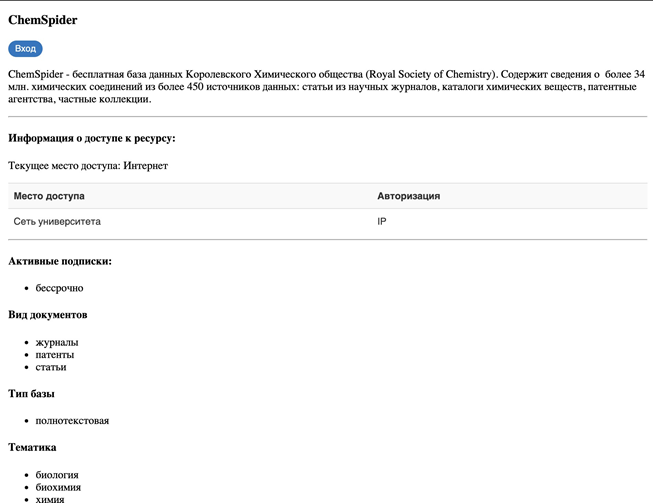 ChemSpider
Вход
ChemSpider - бесплатная база данных Королевского Химического общества (Royal Society of Chemistry). Содержит сведения о  более 34
млн. химических соединений из более 450 источников данных: статьи из научных журналов, каталоги химических веществ, патентные
агентства, частные коллекции.
Информация о доступе к ресурсу:
Текущее место доступа: Интернет
Место доступа Авторизация
Сеть университета IP
Активные подписки:
бессрочно
Вид документов
журналы
патенты
статьи
Тип базы
полнотекстовая
Тематика
биология
биохимия
химия